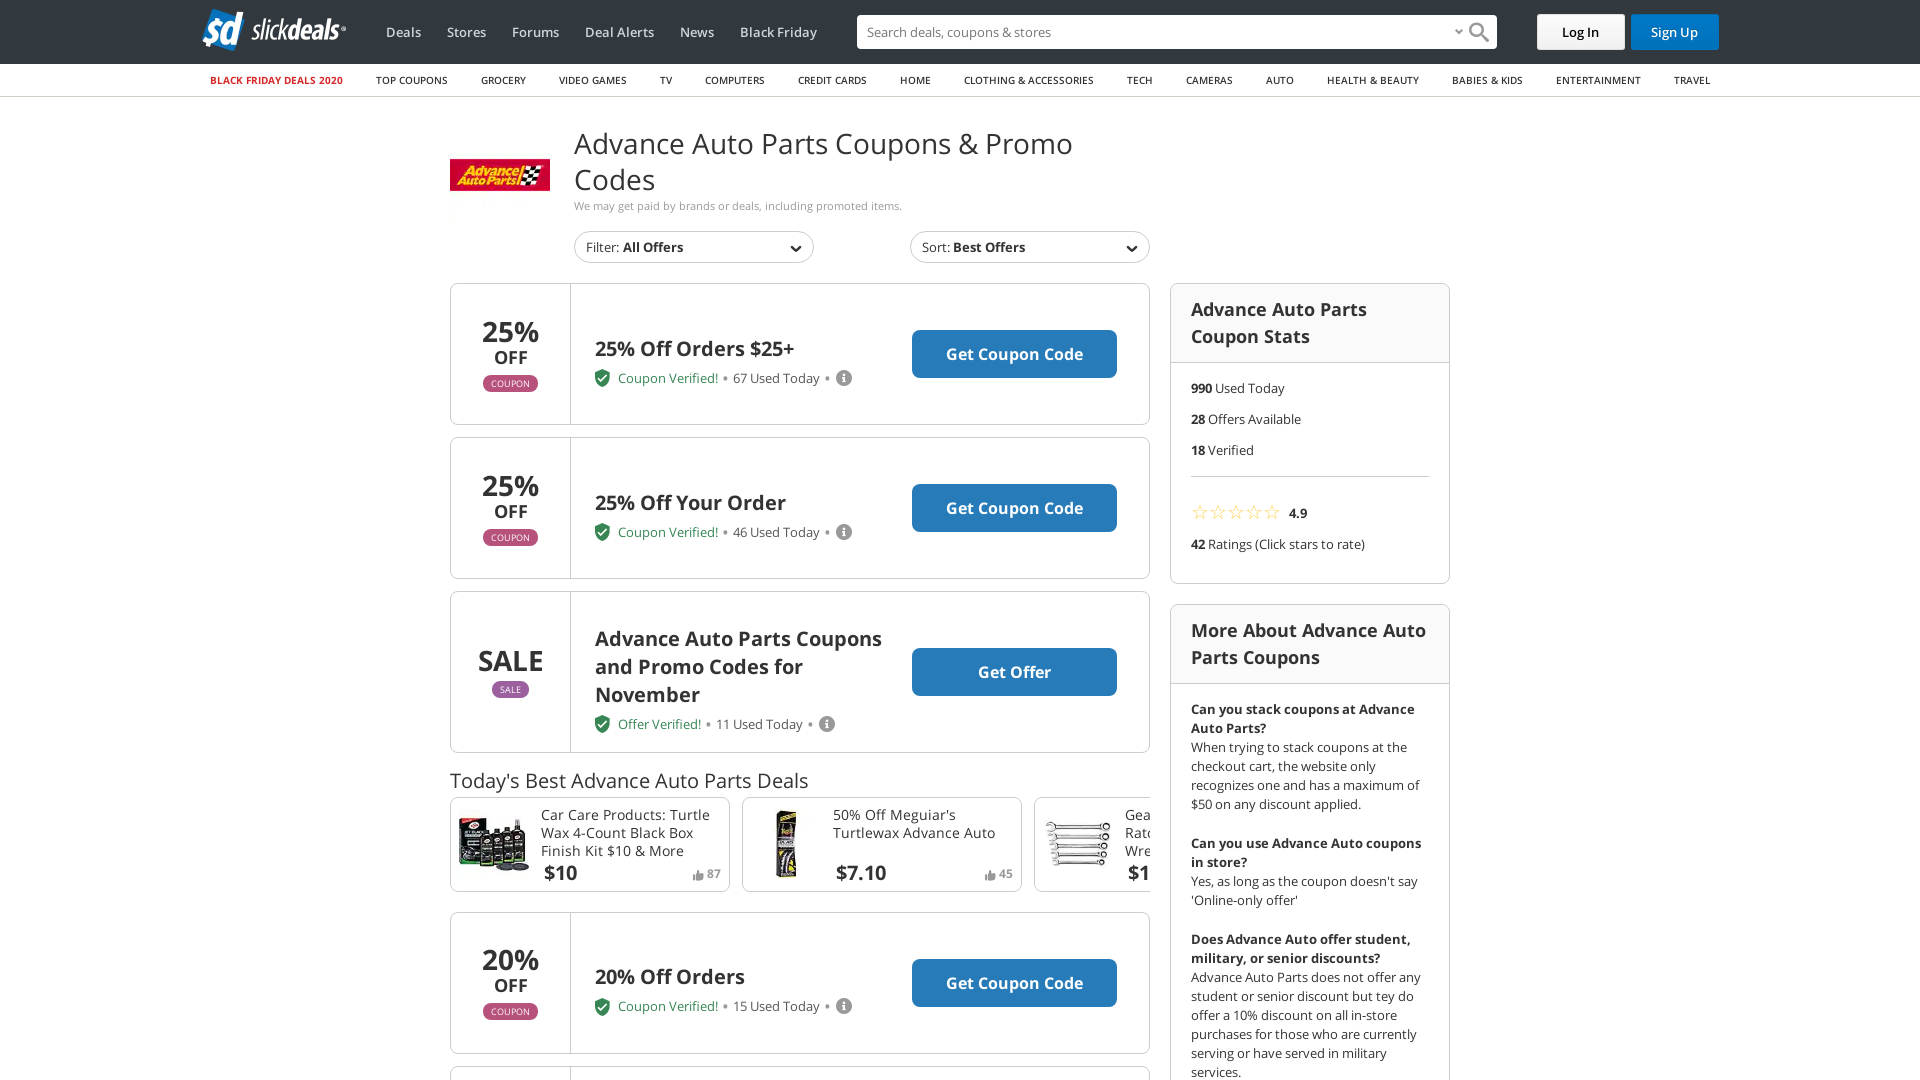 sd slickdeals®
Deals
Stores
Forums
Deal Alerts
News
Black Friday
Search deals, coupons & stores
Log In
Sign Up
BLACK FRIDAY DEALS 2020
TOP COUPONS
GROCERY
VIDEO GAMES
TV
COMPUTERS
CREDIT CARDS
HOME
CLOTHING & ACCESSORIES
TECH
CAMERAS
AUTO
HEALTH & BEAUTY
BABIES & KIDS
ENTERTAINMENT
TRAVEL
Advance
Auto Parts
Advance Auto Parts Coupons & Promo
Codes
We may get paid by brands or deals, including promoted items.
Filter: All Offers
Sort: Best Offers
25%
OFF
COUPON
25% Off Orders $25+
Coupon Verified! • 67 Used Today •
Get Coupon Code
25%
OFF
COUPON
25% Off Your Order
Coupon Verified! • 46 Used Today •
Get Coupon Code
SALE
SALE
Advance Auto Parts Coupons
and Promo Codes for
November
Offer Verified! • 11 Used Today •
Get Offer
Today's Best Advance Auto Parts Deals
Car Care Products: Turtle
Wax 4-Count Black Box
Finish Kit $10 & More
$10
87
50% Off Meguiar's
Turtlewax Advance Auto
$7.10
45
Gea
Ratc
Wre
$1
20%
OFF
COUPON
20% Off Orders
Coupon Verified! • 15 Used Today •
Get Coupon Code
Advance Auto Parts
Coupon Stats
990 Used Today
28 Offers Available
18 Verified
4.9
42 Ratings (Click stars to rate)
More About Advance Auto
Parts Coupons
Can you stack coupons at Advance
Auto Parts?
When trying to stack coupons at the
checkout cart, the website only
recognizes one and has a maximum of
$50 on any discount applied.
Can you use Advance Auto coupons
in store?
Yes, as long as the coupon doesn't say
'Online-only offer'
Does Advance Auto offer student,
military, or senior discounts?
Advance Auto Parts does not offer any
student or senior discount but tey do
offer a 10% discount on all in-store
purchases for those who are currently
serving or have served in military
services.